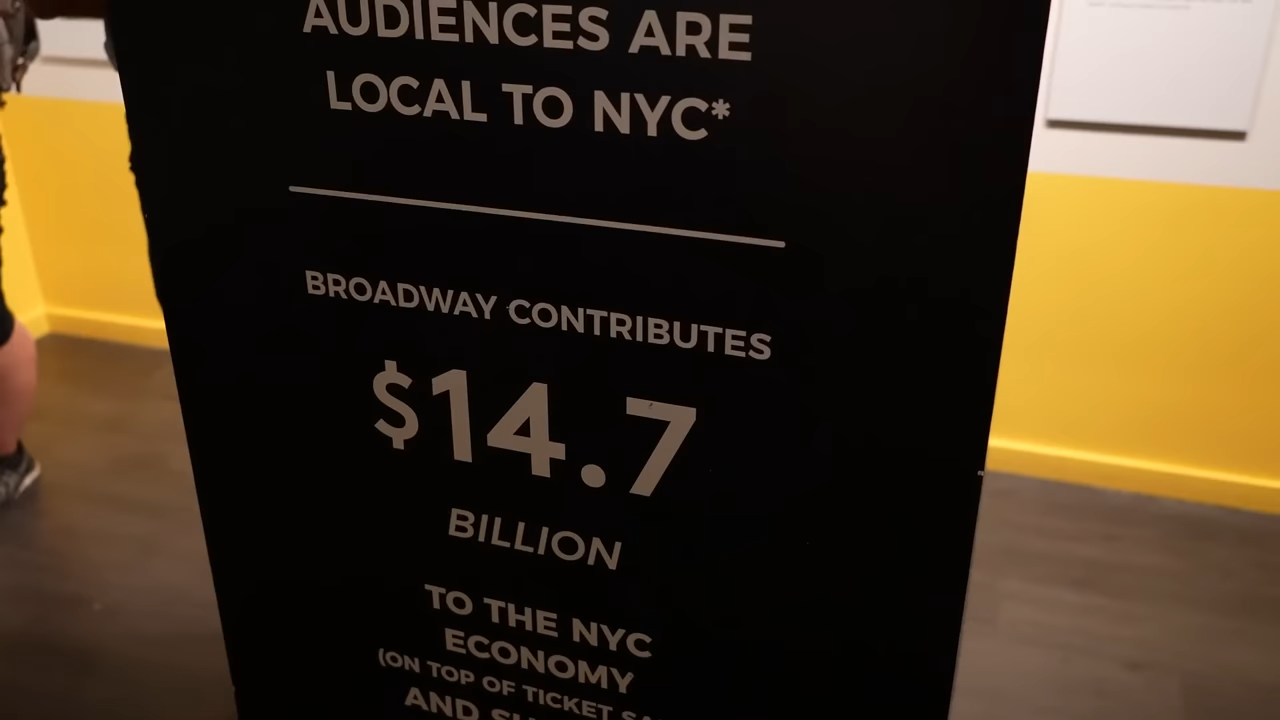 AUDIENCES ARE
LOCAL TO NYC*
BROADWAY CONTRIBUTES
$14.7
BILLION
TO THE NYC
ECONOMY
(ON TOP OF TICKET
AND